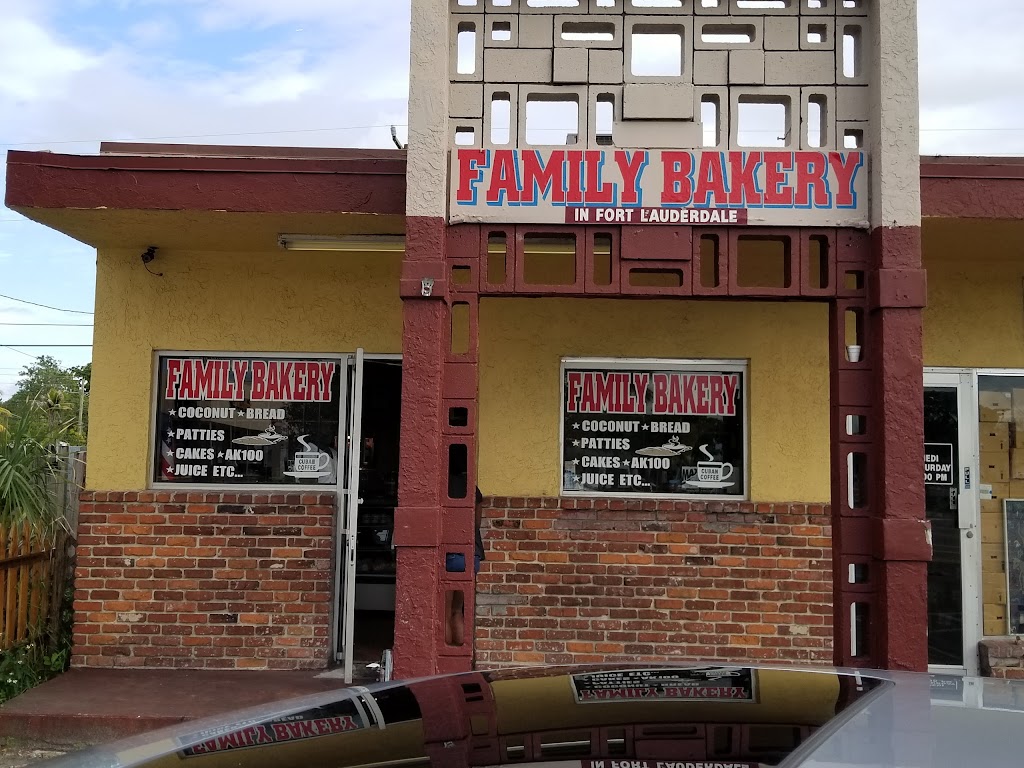 FAMILY BAKERY
IN FORT LAUDERDALE
FAMILY BAKERY
★COCONUT★BREAD
★PATTIES
★CAKES★AK100
★JUICE ETC...
CUBAN
COFFEE
FAMILY BAKERY
★COCONUT★BREAD
★PATTIES
★CAKES★AK100
★JUICE ETC...
CUBAN
COFFEE